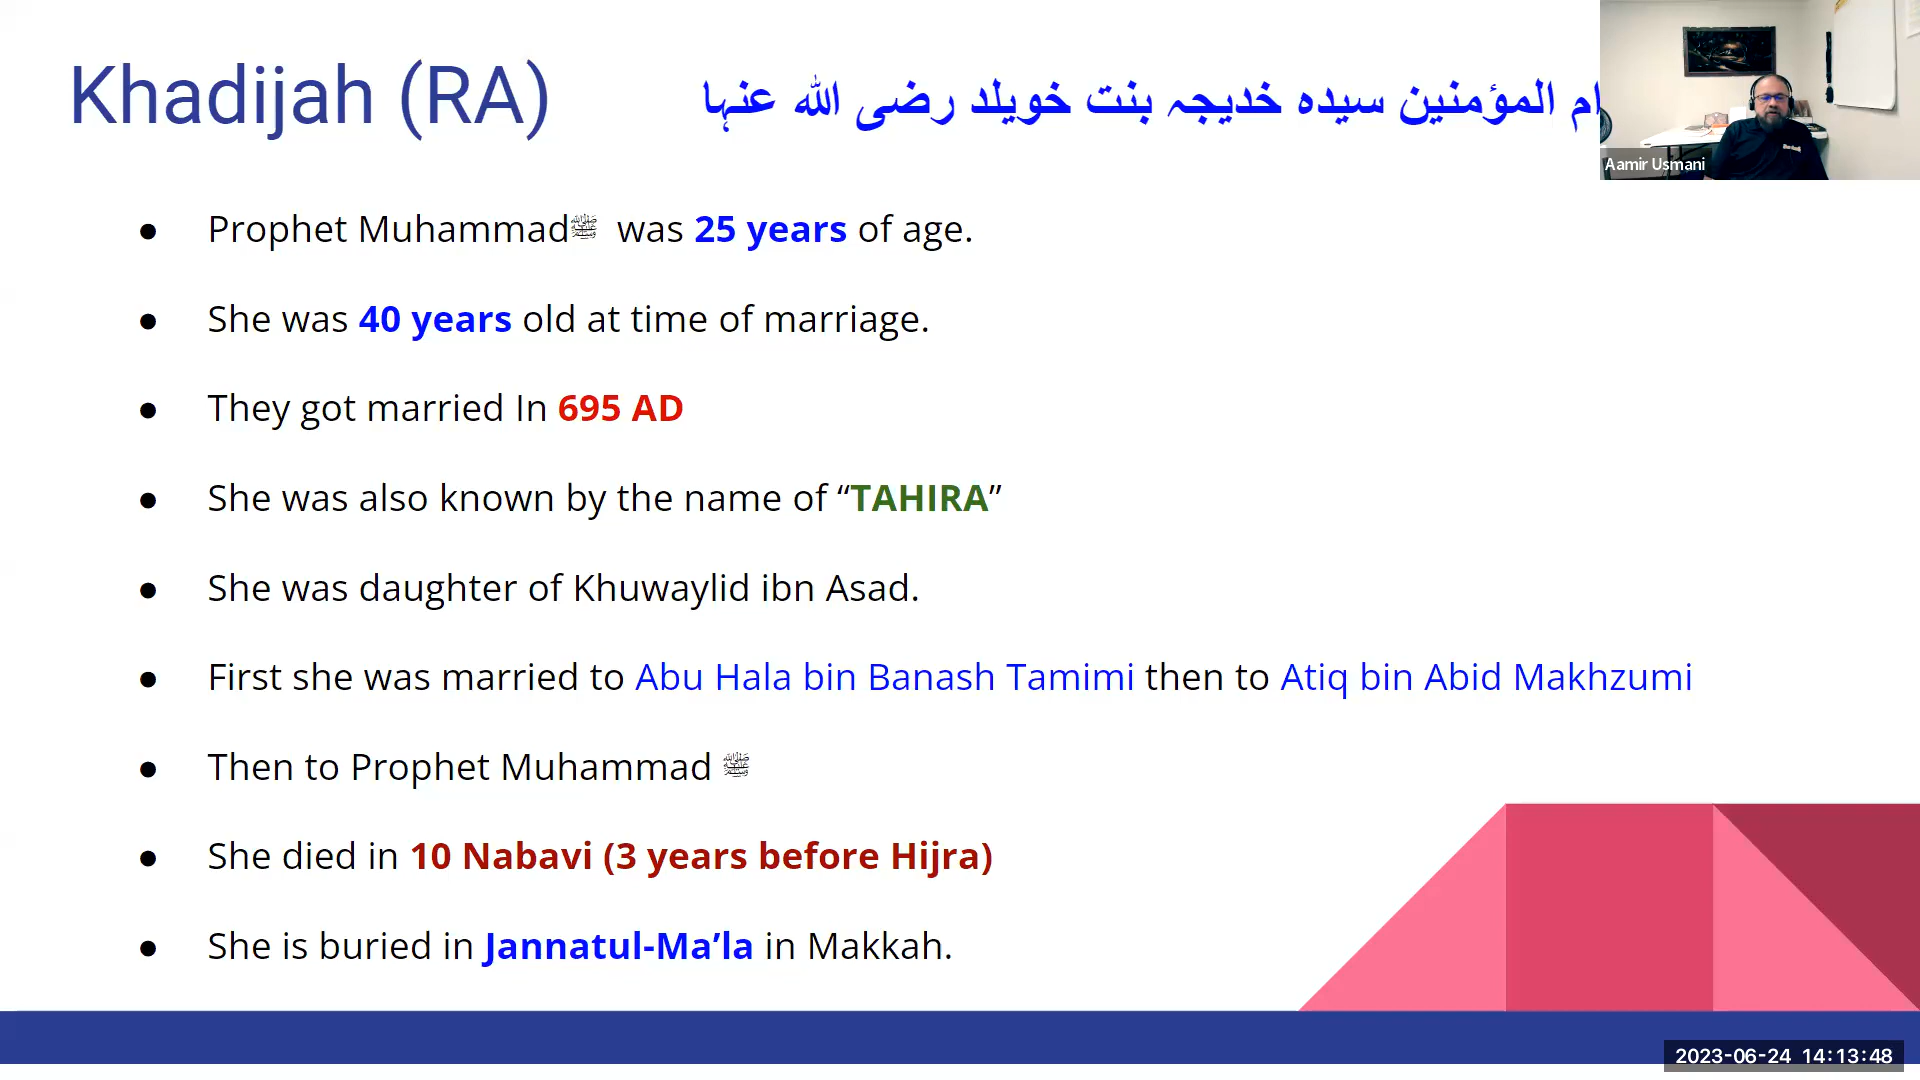 Khadijah (RA)
ام المؤمنین سیدہ خدیجہ بنت خویلد رضی اللہ عنہا
Aamir Usmani
● Prophet Muhammadﷺ was 25 years of age.
● She was 40 years old at time of marriage.
● They got married In 695 AD
● She was also known by the name of “TAHIRA”
● She was daughter of Khuwaylid ibn Asad.
● First she was married to Abu Hala bin Banash Tamimi then to Atiq bin Abid Makhzumi
● Then to Prophet Muhammad ﷺ
● She died in 10 Nabavi (3 years before Hijra)
● She is buried in Jannatul-Ma’la in Makkah.
2023-06-24 14:13:48